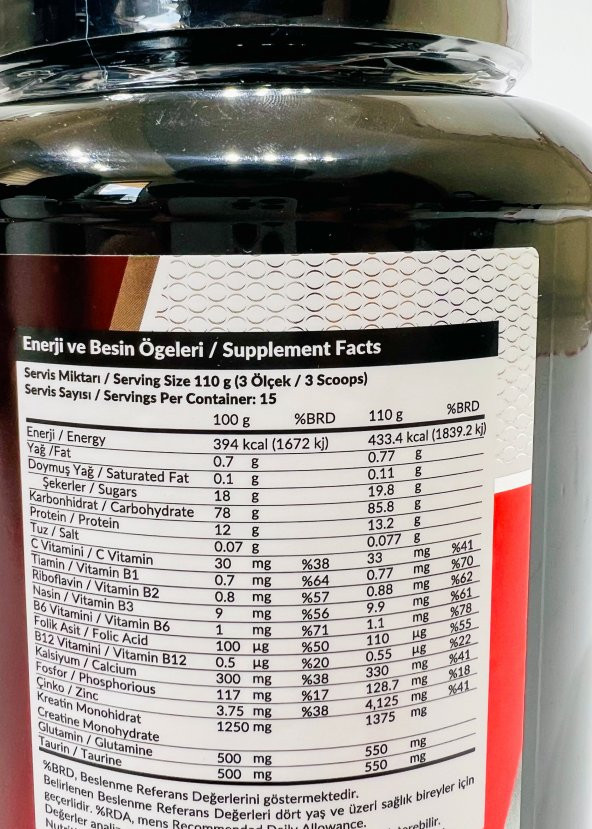 Enerji ve Besin Ögeleri / Supplement Facts
Servis Miktarı / Serving Size 110 g (3 Ölçek / 3 Scoops)
Servis Sayısı / Servings Per Container: 15
100 g %BRD 110 g %BRD
Enerji / Energy 394 kcal (1672 kj) 433.4 kcal (1839.2 kj)
Yağ /Fat 0.7 g 0.77 g
Doymuş Yağ / Saturated Fat 0.1 g 0.11 g
Şekerler / Sugars 18 g 19.8 g
Karbonhidrat / Carbohydrate 78 g 85.8 g
Protein / Protein 12 g 13.2 g
Tuz / Salt 0.07 g 0.077 g
C Vitamini / C Vitamin 30 mg %38 33 mg %41
Tiamin / Vitamin B1 0.7 mg %64 0.77 mg %70
Riboflavin / Vitamin B2 0.8 mg %57 0.88 mg %62
Nasin / Vitamin B3 9 mg %56 9.9 mg %61
B6 Vitamini / Vitamin B6 1 mg %71 1.1 mg %78
Folik Asit / Folic Acid 100 µg %50 110 µg %55
B12 Vitamini / Vitamin B12 0.5 µg %20 0.55 µg %22
Kalsiyum / Calcium 300 mg %38 330 mg %41
Fosfor / Phosphorious 117 mg %17 128.7 mg %18
Çinko / Zinc 3.75 mg %38 4,125 mg %41
Kreatin Monohidrat 1250 mg 1375 mg
Creatine Monohydrate
Glutamin / Glutamine 500 mg 550 mg
Taurin / Taurine 500 mg 550 mg
%BRD, Beslenme Referans Değerlerini göstermektedir.
Belirlenen Beslenme Referans Değerleri dört yaş ve üzeri sağlık bireyler için
geçerlidir. %RDA, mens Recommended Daily Allowance.